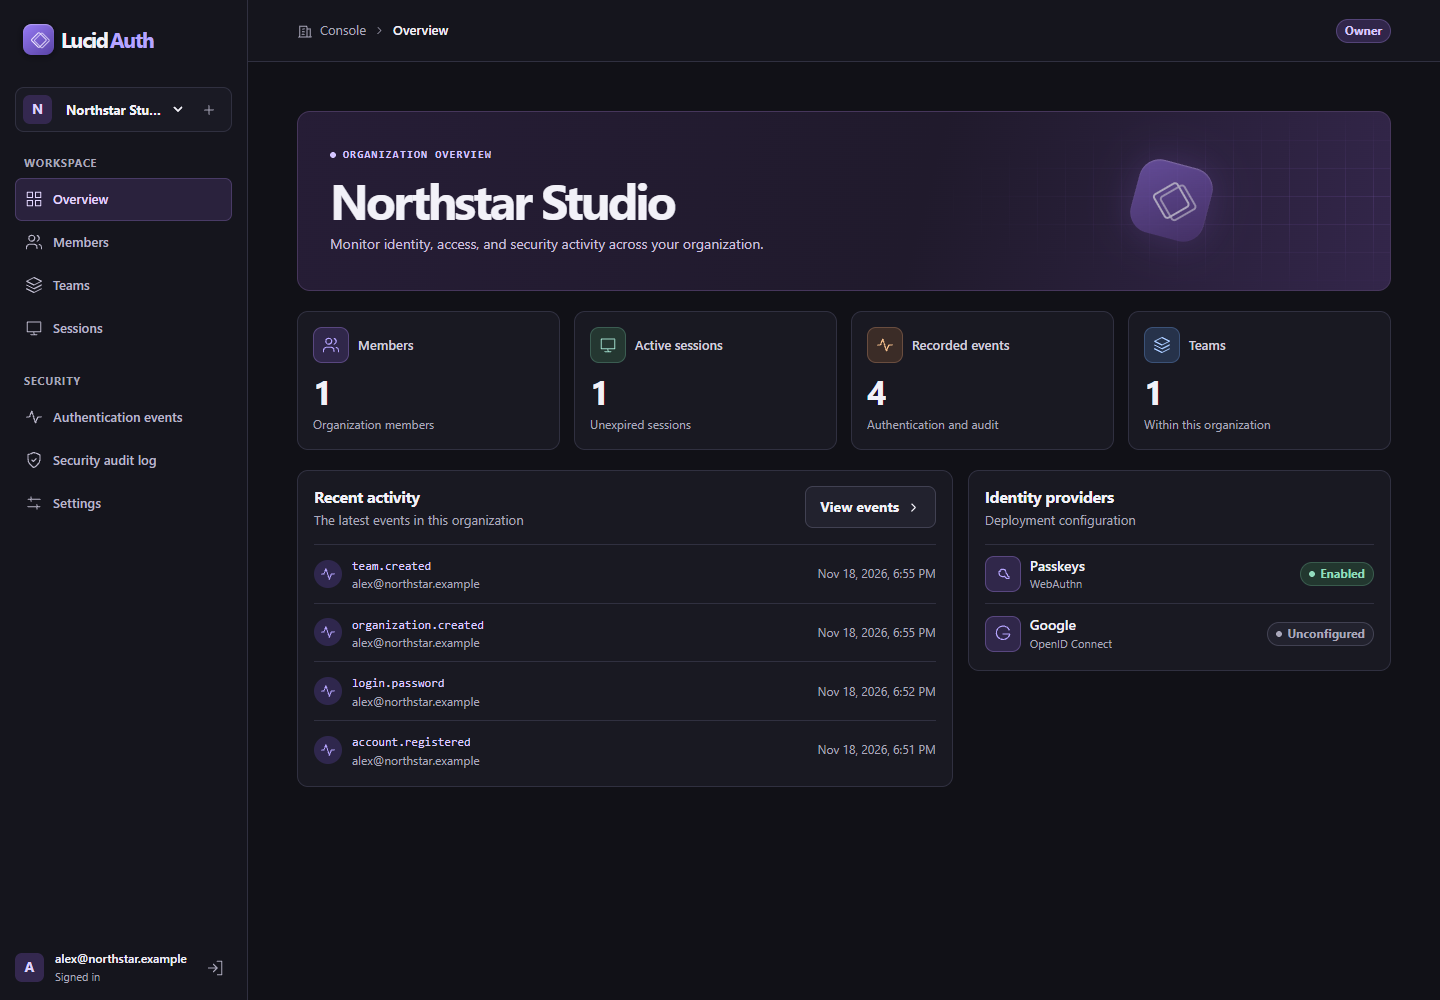 LucidAuth
N
Northstar Stu...
WORKSPACE
Overview
Members
Teams
Sessions
SECURITY
Authentication events
Security audit log
Settings
A
alex@northstar.example
Signed in
Console
Overview
Owner
ORGANIZATION OVERVIEW
Northstar Studio
Monitor identity, access, and security activity across your organization.
Members
1
Organization members
Active sessions
1
Unexpired sessions
Recorded events
4
Authentication and audit
Teams
1
Within this organization
Recent activity
The latest events in this organization
View events
team.created
alex@northstar.example
Nov 18, 2026, 6:55 PM
organization.created
alex@northstar.example
Nov 18, 2026, 6:55 PM
login.password
alex@northstar.example
Nov 18, 2026, 6:52 PM
account.registered
alex@northstar.example
Nov 18, 2026, 6:51 PM
Identity providers
Deployment configuration
Passkeys
WebAuthn
Enabled
Google
OpenID Connect
Unconfigured